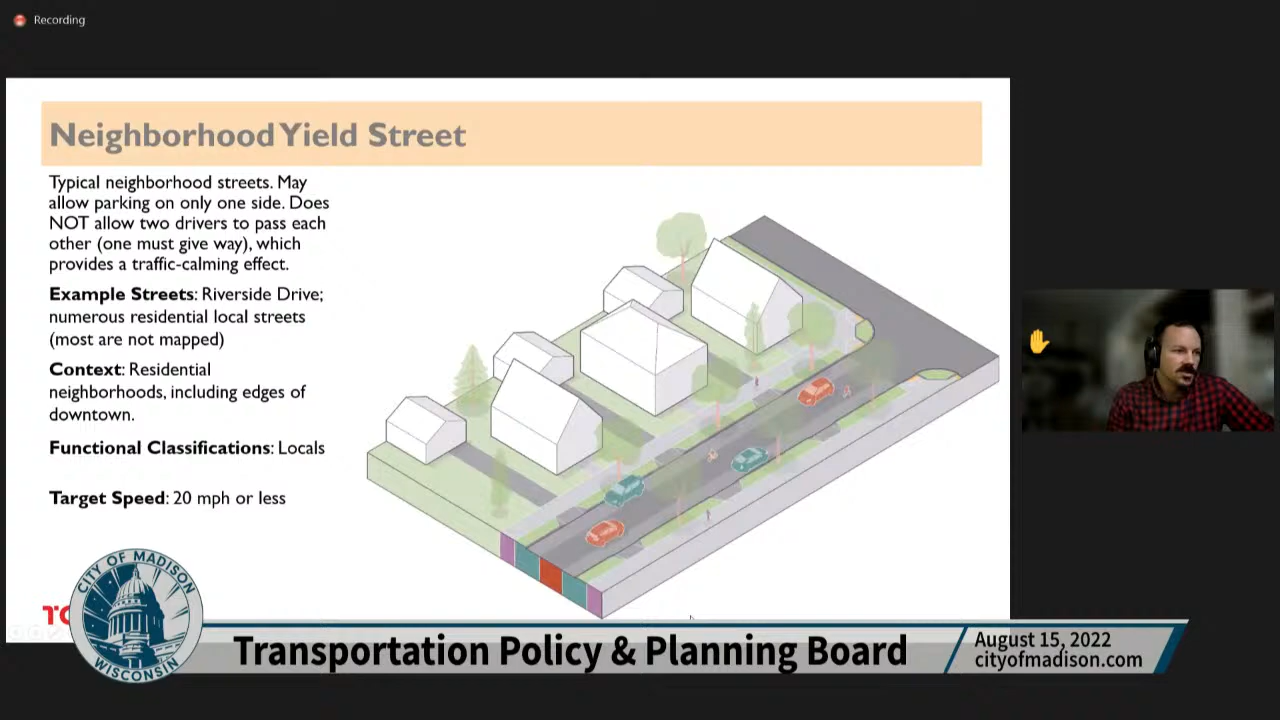 Recording
Neighborhood Yield Street
Typical neighborhood streets. May
allow parking on only one side. Does
NOT allow two drivers to pass each
other (one must give way), which
provides a traffic-calming effect.
Example Streets: Riverside Drive;
numerous residential local streets
(most are not mapped)
Context: Residential
neighborhoods, including edges of
downtown.
Functional Classifications: Locals
Target Speed: 20 mph or less
CITY OF MADISON
WISCONSIN
Transportation Policy & Planning Board
August 15, 2022
cityofmadison.com